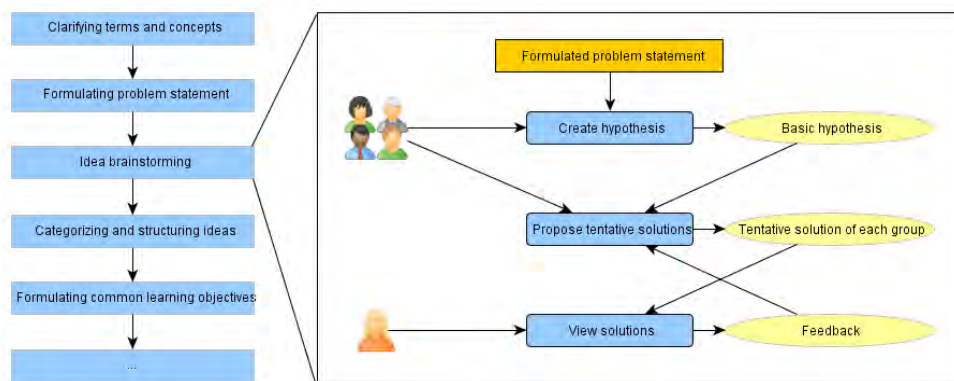 Clarifying terms and concepts
Formulating problem statement
Idea brainstorming
Categorizing and structuring ideas
Formulating common learning objectives
...
Formulated problem statement
Create hypothesis
Basic hypothesis
Propose tentative solutions
Tentative solution of each group
View solutions
Feedback